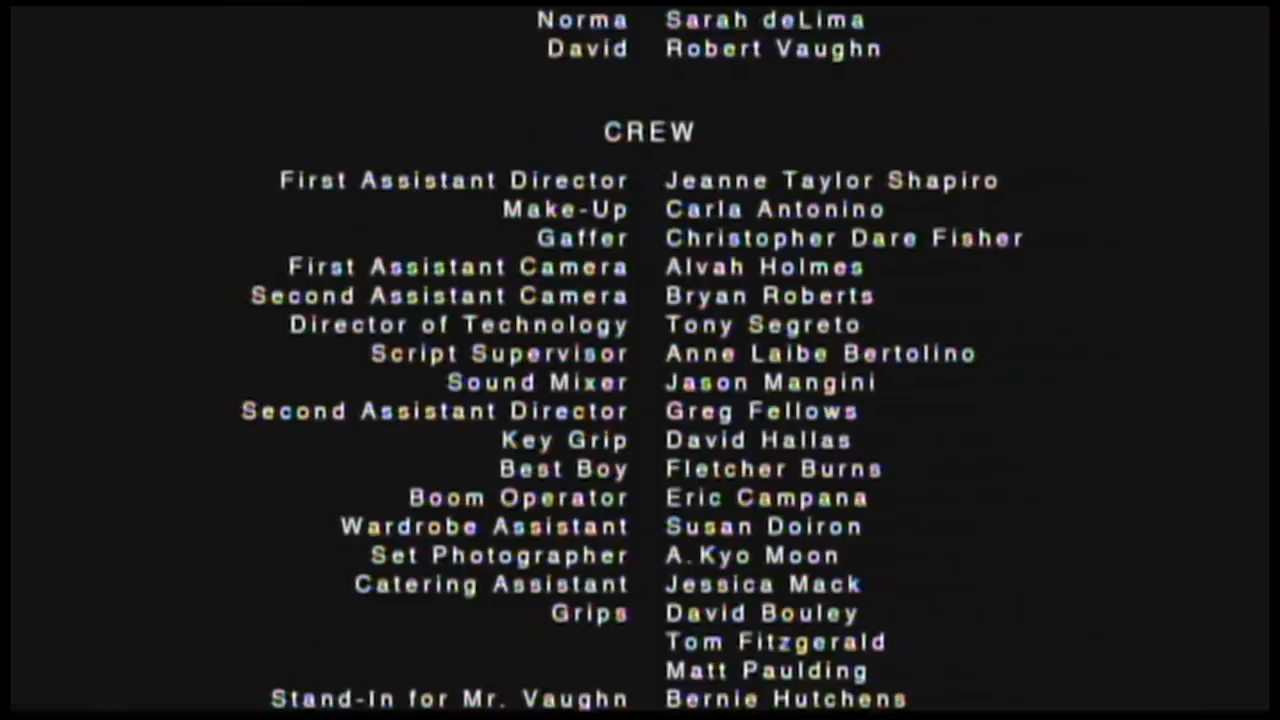 Norma Sarah deLima
David Robert Vaughn
CREW
First Assistant Director Jeanne Taylor Shapiro
Make-Up Carla Antonino
Gaffer Christopher Dare Fisher
First Assistant Camera Alvah Holmes
Second Assistant Camera Bryan Roberts
Director of Technology Tony Segreto
Script Supervisor Anne Laibe Bertolino
Sound Mixer Jason Mangini
Second Assistant Director Greg Fellows
Key Grip David Hallas
Best Boy Fletcher Burns
Boom Operator Eric Campana
Wardrobe Assistant Susan Doiron
Set Photographer A.Kyo Moon
Catering Assistant Jessica Mack
Grips David Bouley
Tom Fitzgerald
Matt Paulding
Stand-In for Mr. Vaughn Bernie Hutchens